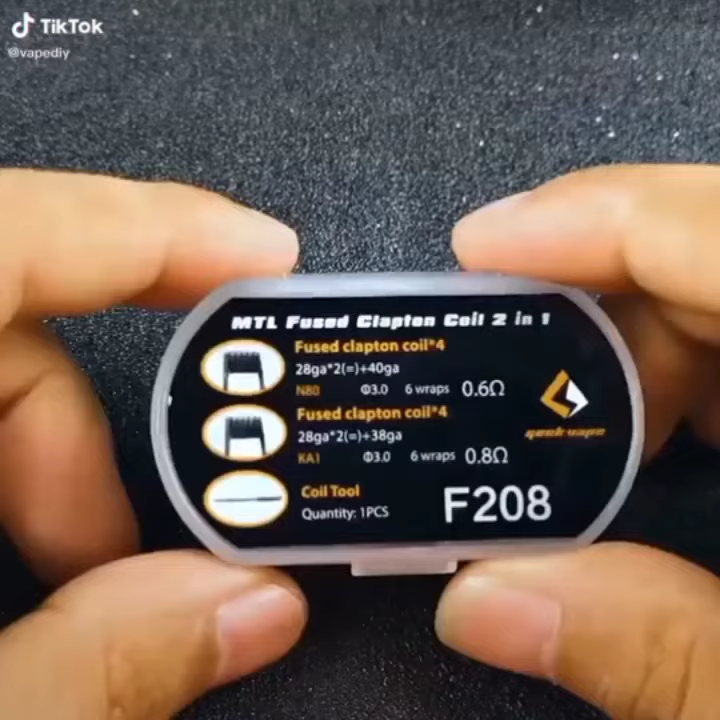 TikTok
@vapediy
MTL Fused Clapton Coil 2 in 1
Fused clapton coil*4
28ga*2(=)+40ga
N80 Φ3.0 6 wraps 0.6Ω
Fused clapton coil*4
28ga*2(=)+38ga
KA1 Φ3.0 6 wraps 0.8Ω
geek vape
Coil Tool
Quantity: 1PCS
F208